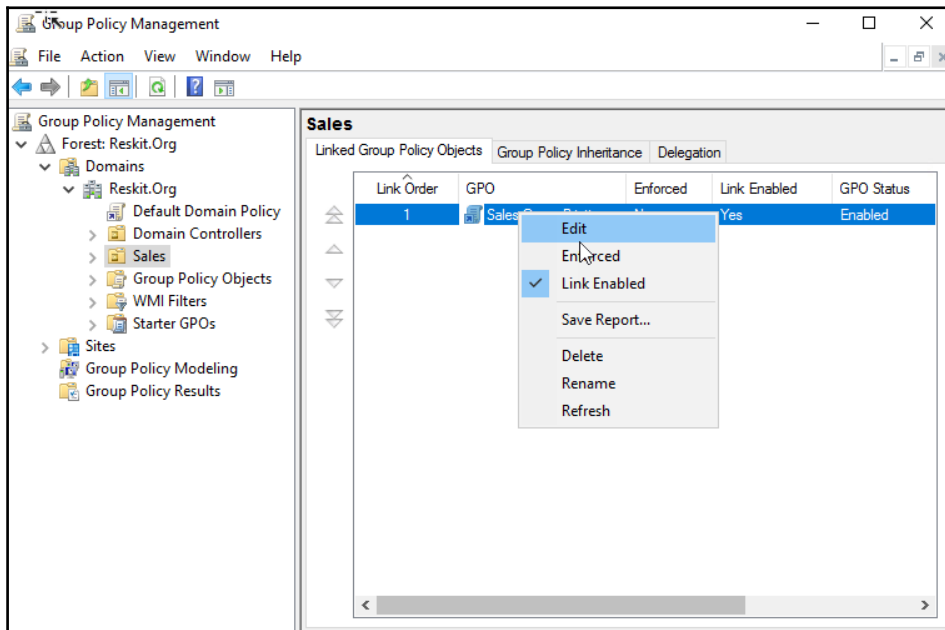 Group Policy Management
File Action View Window Help
Group Policy Management
Forest: Reskit.Org
Domains
Reskit.Org
Default Domain Policy
Domain Controllers
Sales
Group Policy Objects
WMI Filters
Starter GPOs
Sites
Group Policy Modeling
Group Policy Results
Sales
Linked Group Policy Objects Group Policy Inheritance Delegation
Link Order GPO Enforced Link Enabled GPO Status
1 Sales Yes Enabled
Edit
Enforced
Link Enabled
Save Report...
Delete
Rename
Refresh